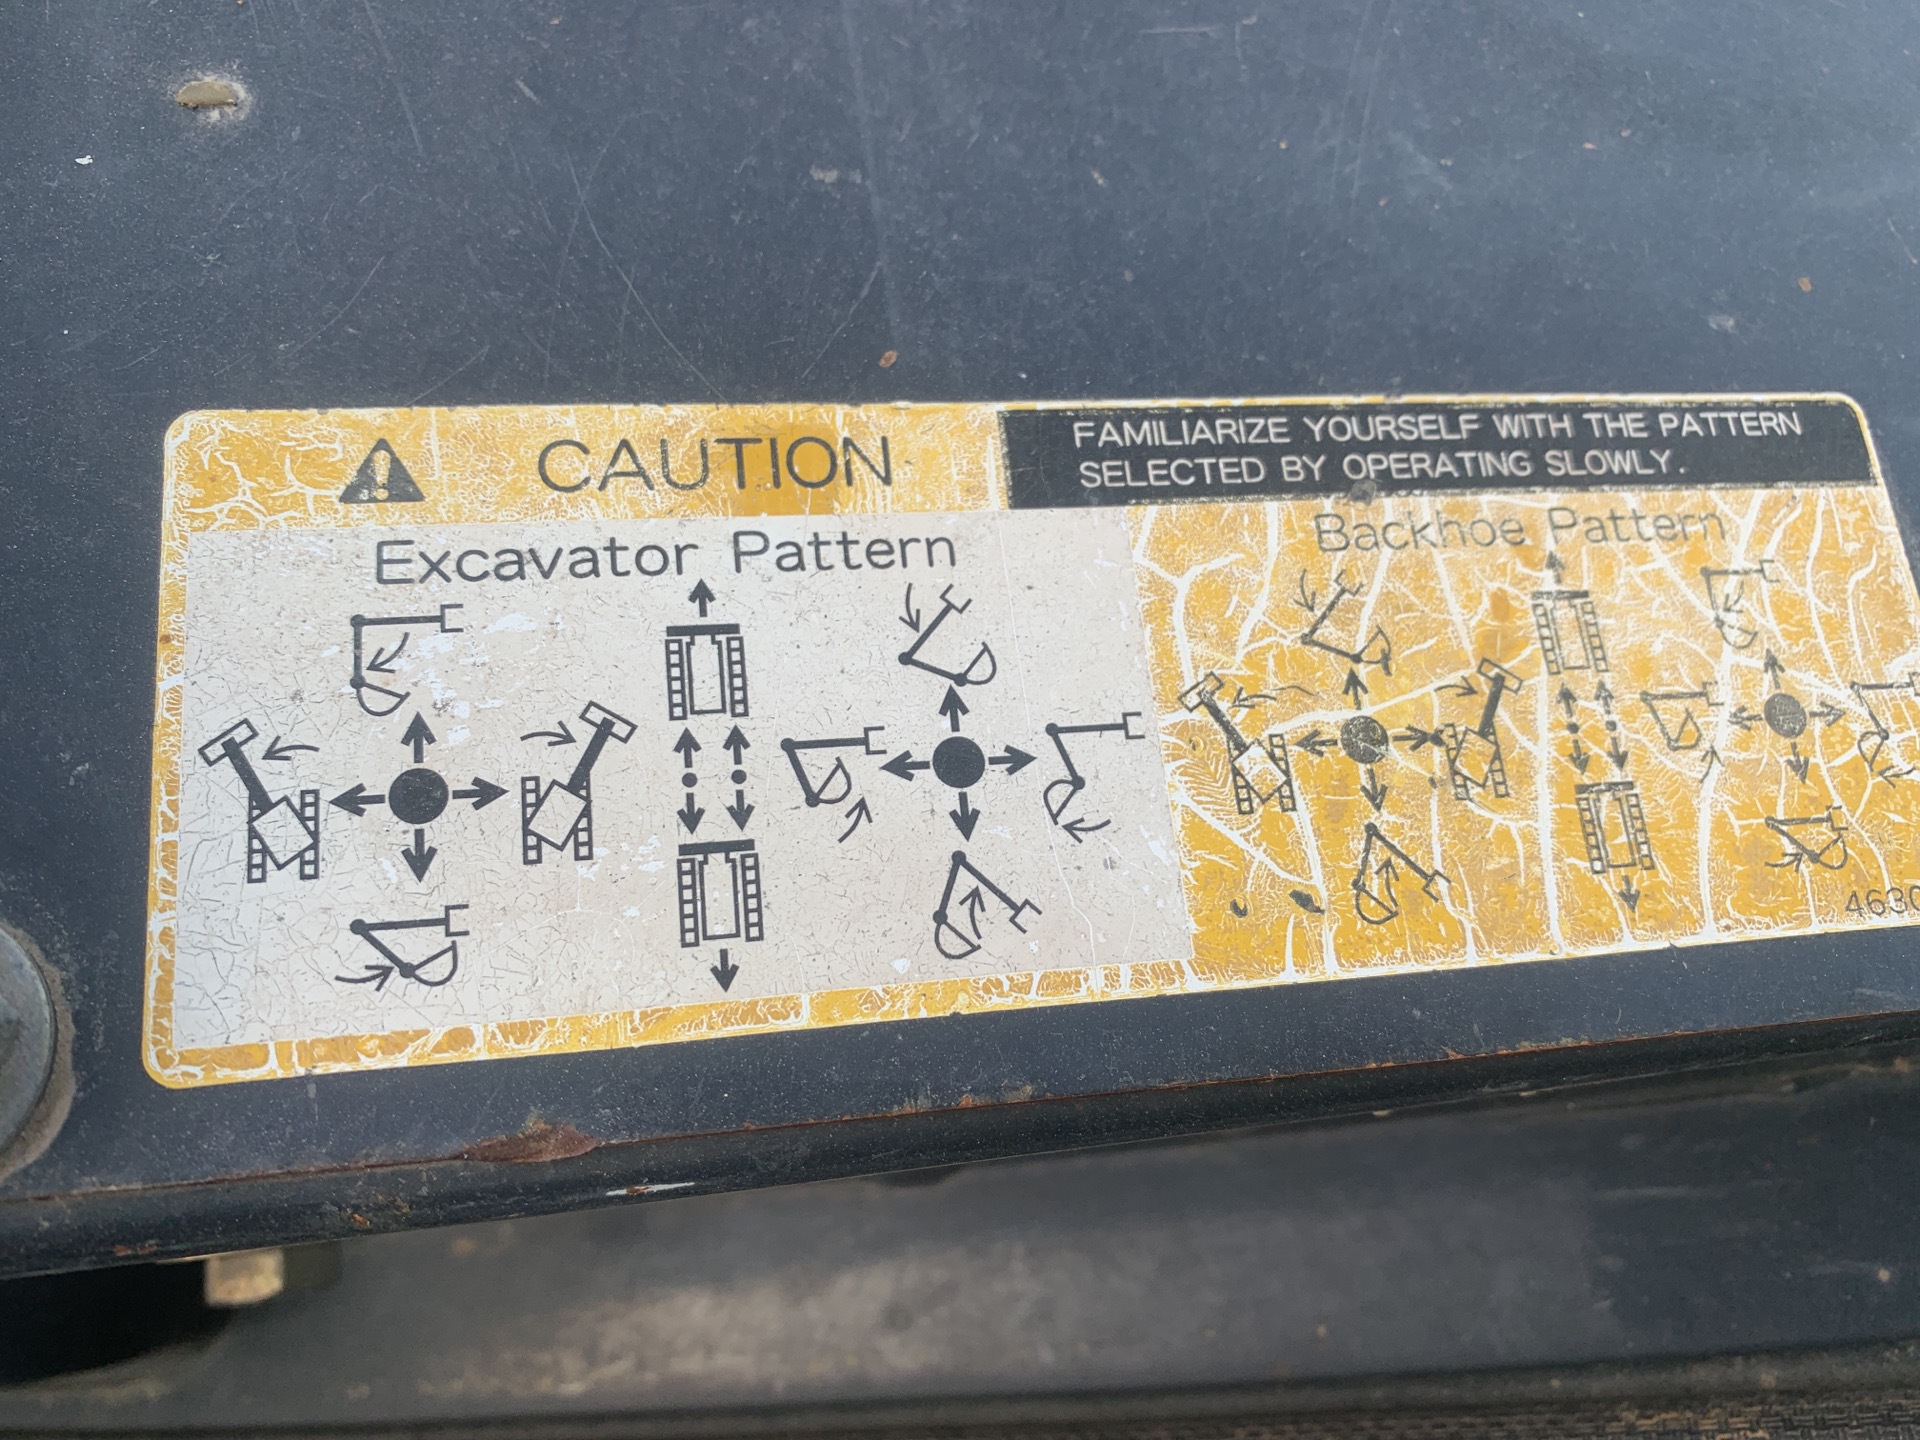 CAUTION
FAMILIARIZE YOURSELF WITH THE PATTERN
SELECTED BY OPERATING SLOWLY.
Excavator Pattern
Backhoe Pattern